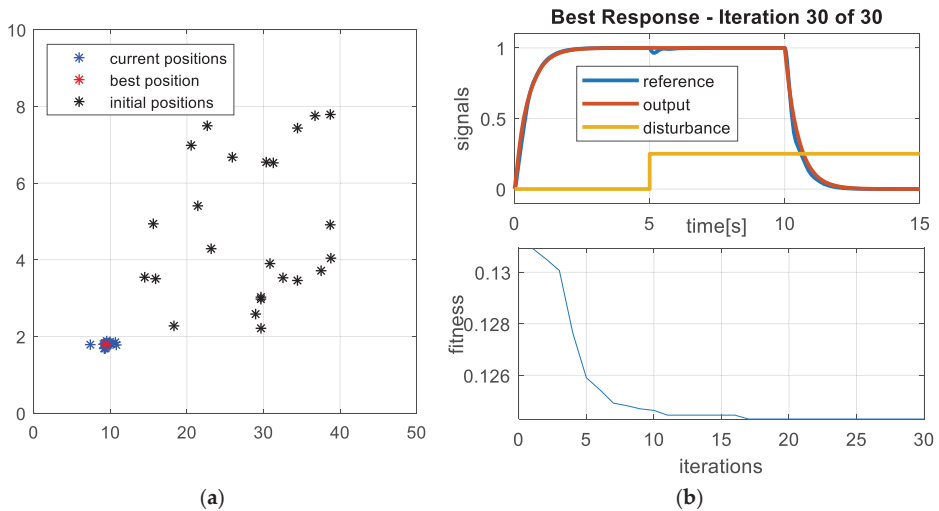 10
8
6
4
2
0
0
10
20
30
40
50
current positions
best position
initial positions
(a)
Best Response - Iteration 30 of 30
signals
1
0.5
0
reference
output
disturbance
0
5
10
15
time[s]
fitness
0.13
0.128
0.126
0
5
10
15
20
25
30
iterations
(b)